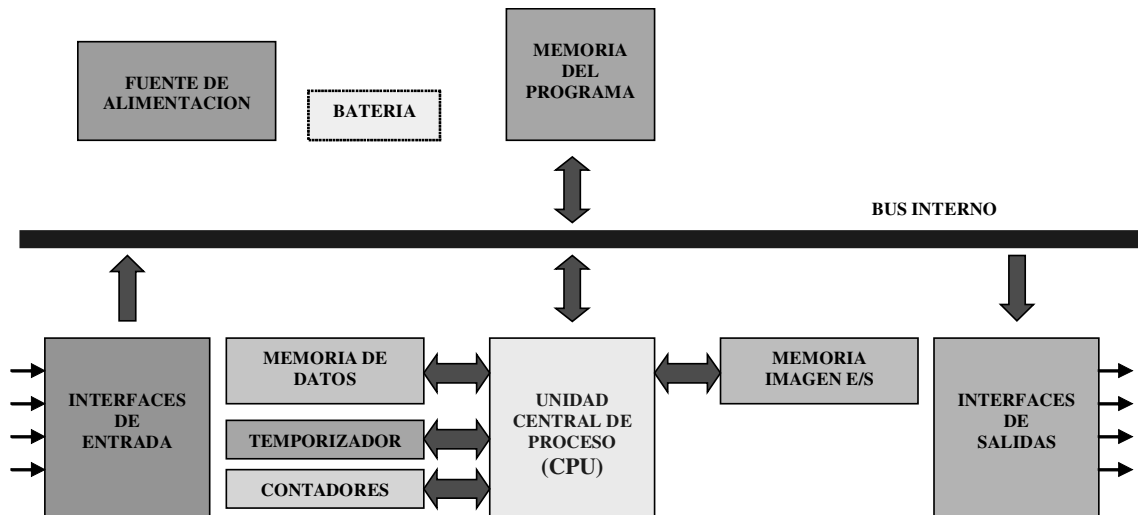 FUENTE DE
ALIMENTACION
BATERIA
MEMORIA
DEL
PROGRAMA
BUS INTERNO
INTERFACES
DE
ENTRADA
MEMORIA DE
DATOS
TEMPORIZADOR
CONTADORES
UNIDAD
CENTRAL DE
PROCESO
(CPU)
MEMORIA
IMAGEN E/S
INTERFACES
DE
SALIDAS